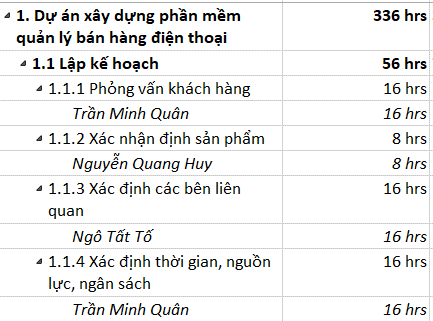 1. Dự án xây dựng phần mềm 336 hrs
quản lý bán hàng điện thoại
1.1 Lập kế hoạch 56 hrs
1.1.1 Phỏng vấn khách hàng 16 hrs
Trần Minh Quân 16 hrs
1.1.2 Xác nhận định sản phẩm 8 hrs
Nguyễn Quang Huy 8 hrs
1.1.3 Xác định các bên liên 16 hrs
quan
Ngô Tất Tố 16 hrs
1.1.4 Xác định thời gian, nguồn 16 hrs
lực, ngân sách
Trần Minh Quân 16 hrs